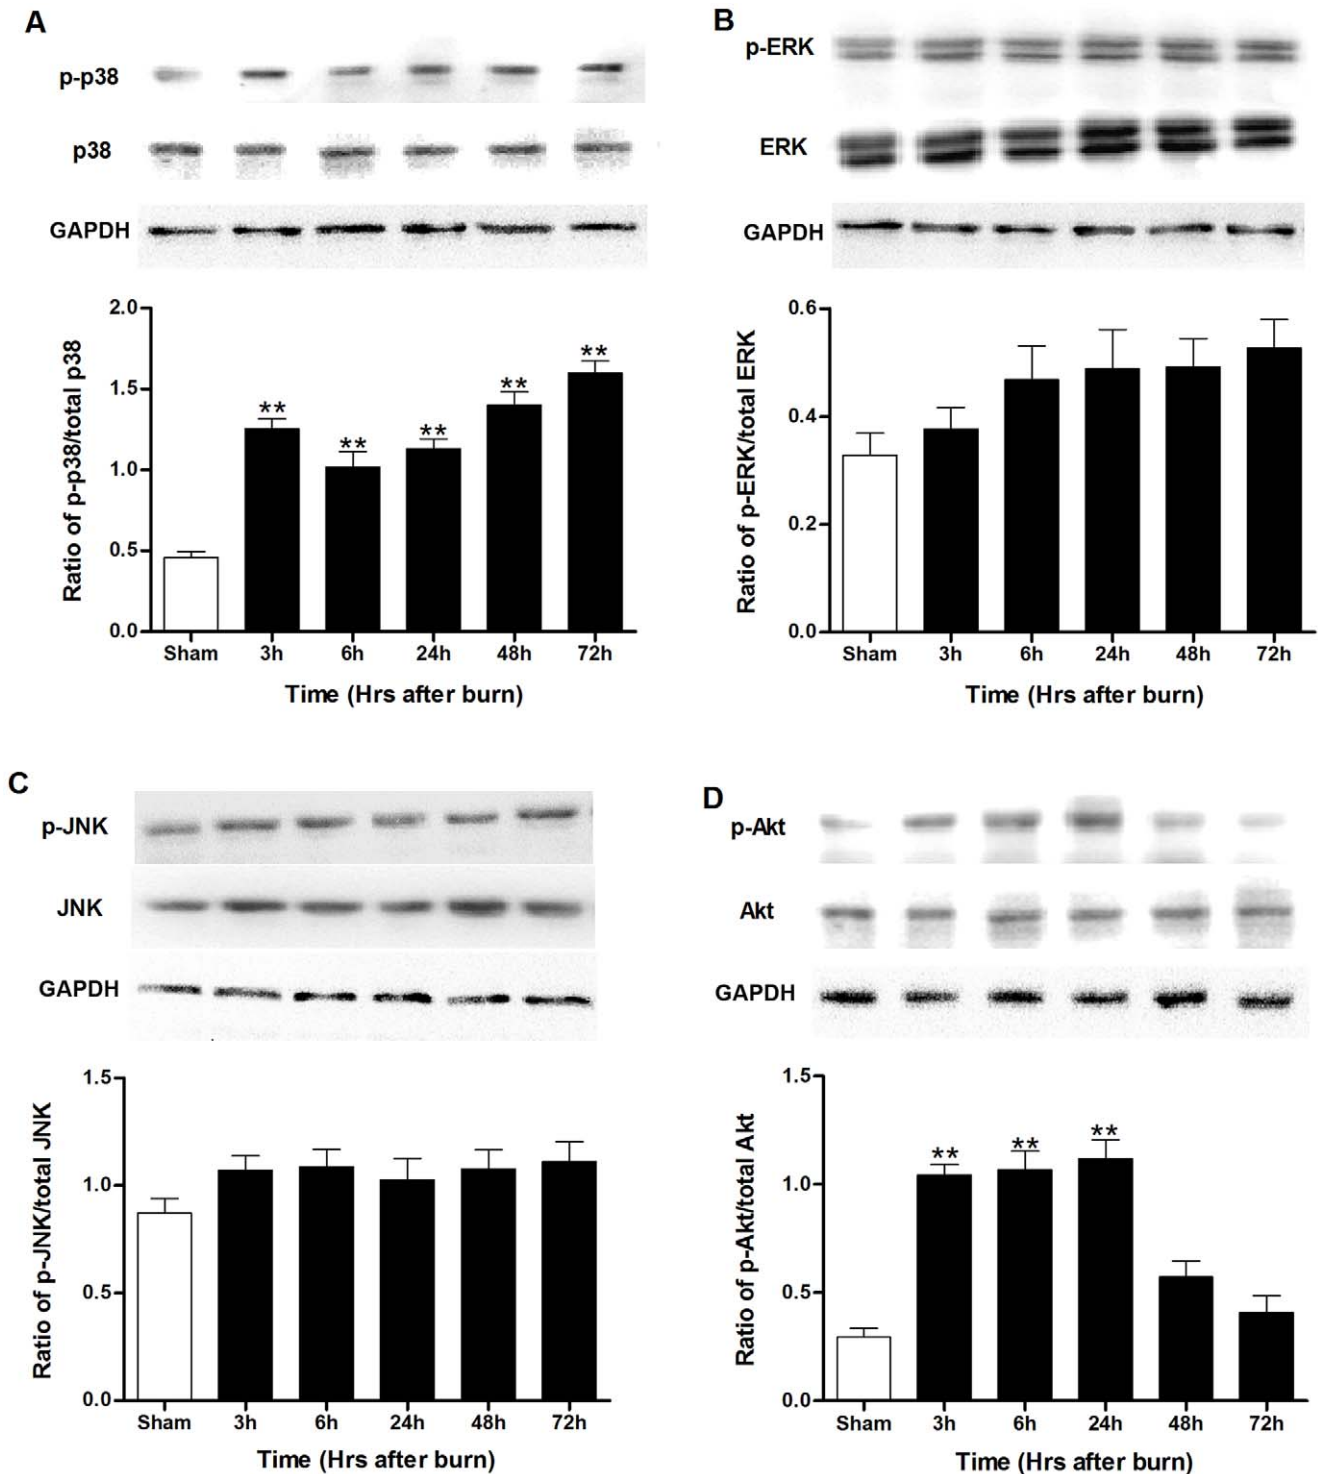 A
p-p38
p38
GAPDH
2.0
1.5
1.0
0.5
0.0
Ratio of p-p38/total p38
** ** ** ** **
Sham 3h 6h 24h 48h 72h
Time (Hrs after burn)
B
p-ERK
ERK
GAPDH
0.6
0.4
0.2
0.0
Ratio of p-ERK/total ERK
Sham 3h 6h 24h 48h 72h
Time (Hrs after burn)
C
p-JNK
JNK
GAPDH
1.5
1.0
0.5
0.0
Ratio of p-JNK/total JNK
Sham 3h 6h 24h 48h 72h
Time (Hrs after burn)
D
p-Akt
Akt
GAPDH
1.5
1.0
0.5
0.0
Ratio of p-Akt/total Akt
** ** **
Sham 3h 6h 24h 48h 72h
Time (Hrs after burn)